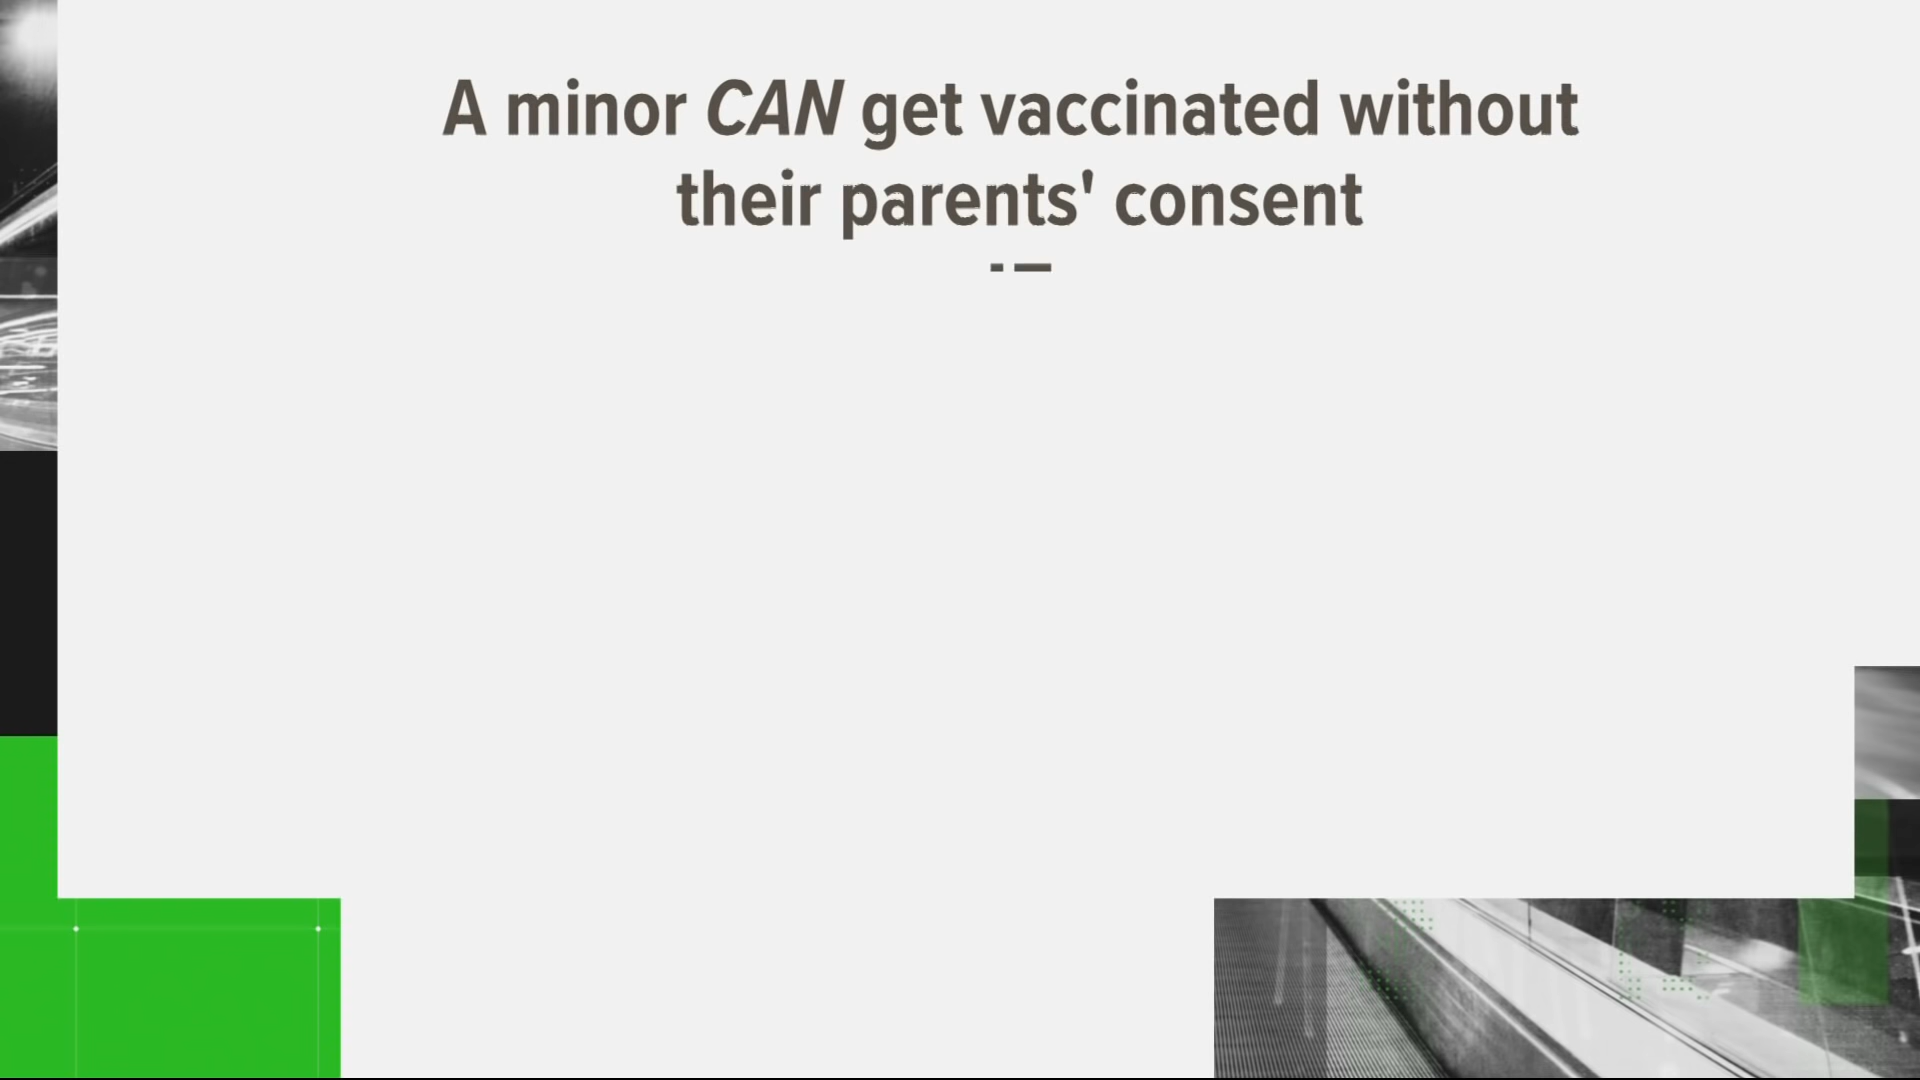 A minor CAN get vaccinated without
their parents' consent